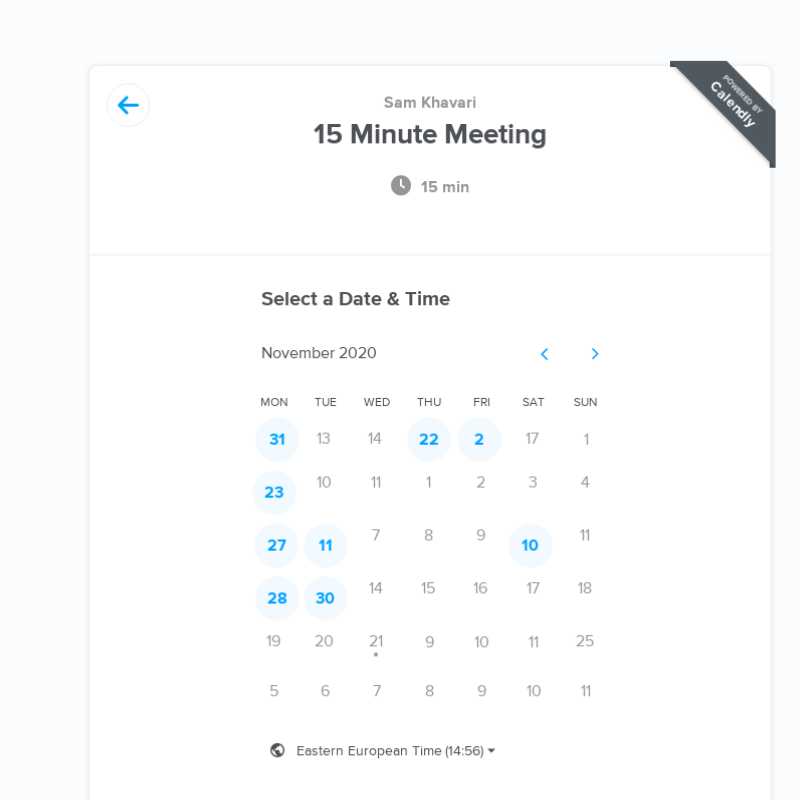 POWERED BY
Calendly
Sam Khavari
15 Minute Meeting
15 min
Select a Date & Time
November 2020
MON TUE WED THU FRI SAT SUN
31 13 14 22 2 17 1
23 10 11 1 2 3 4
27 11 7 8 9 10 11
28 30 14 15 16 17 18
19 20 21 9 10 11 25
5 6 7 8 9 10 11
Eastern European Time (14:56)